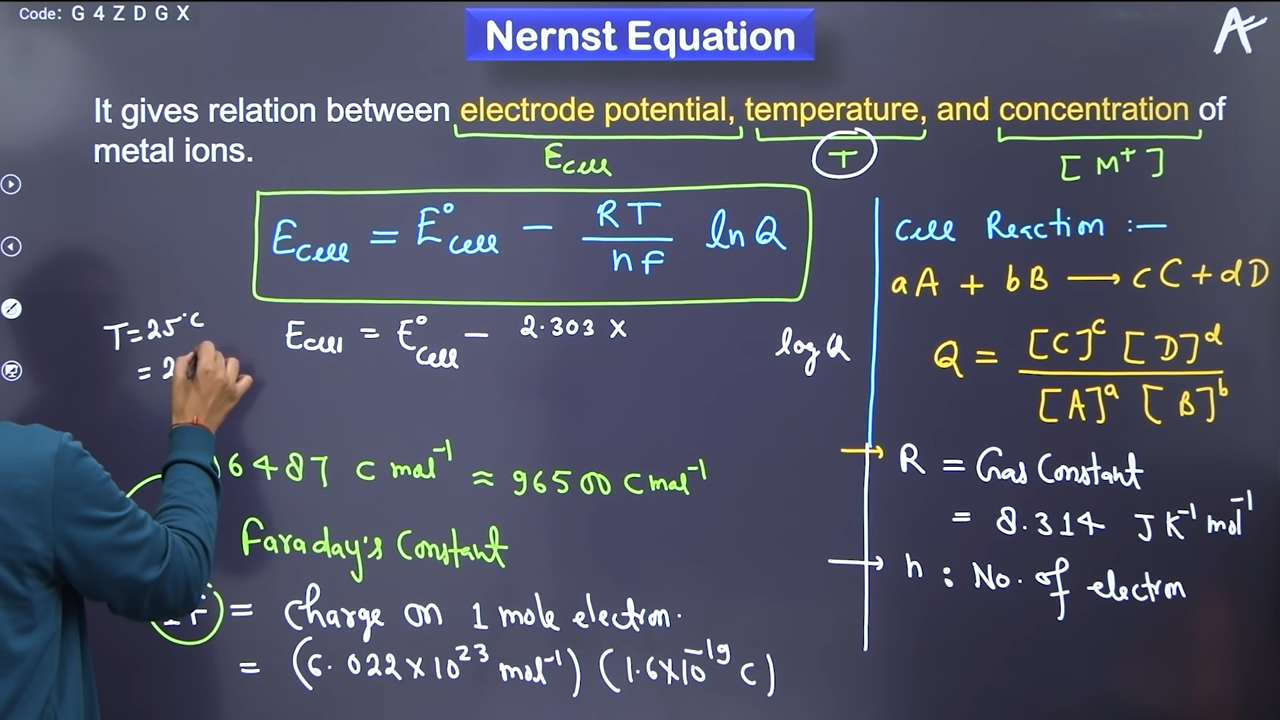 Code: G 4 Z D G X
Nernst Equation
It gives relation between electrode potential, temperature, and concentration of
metal ions.
Ecell
T
[M⁺]
Ecell = E°cell − RT/nF ln Q
T = 25°C
= 2
Ecell = E°cell − 2.303 × log Q
6487 C mol⁻¹ ≈ 96500 C mol⁻¹
Faraday's Constant
F = Charge on 1 mole electron.
= (6.022 × 10²³ mol⁻¹) (1.6 × 10⁻¹⁹ C)
Cell Reaction :—
aA + bB ⟶ cC + dD
Q = [C]ᶜ [D]ᵈ / [A]ᵃ [B]ᵇ
→ R = Gas Constant
= 8.314 J K⁻¹ mol⁻¹
→ n : No. of electron